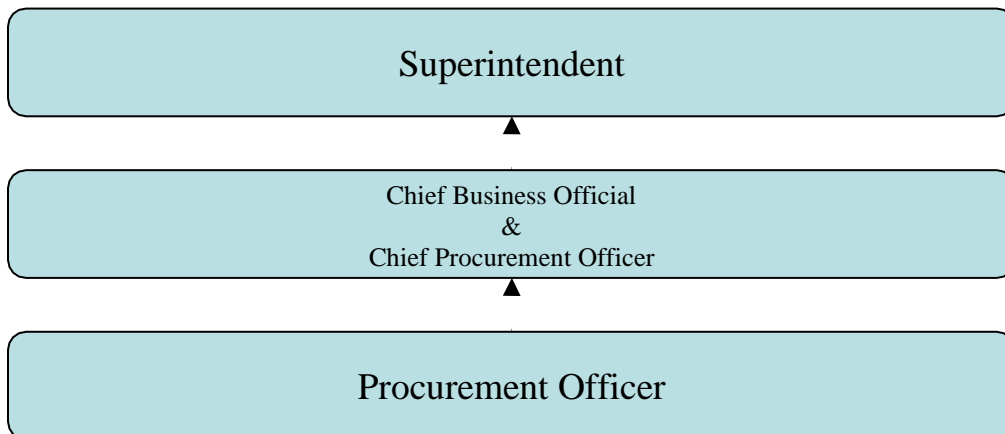 Superintendent
Chief Business Official
&
Chief Procurement Officer
Procurement Officer